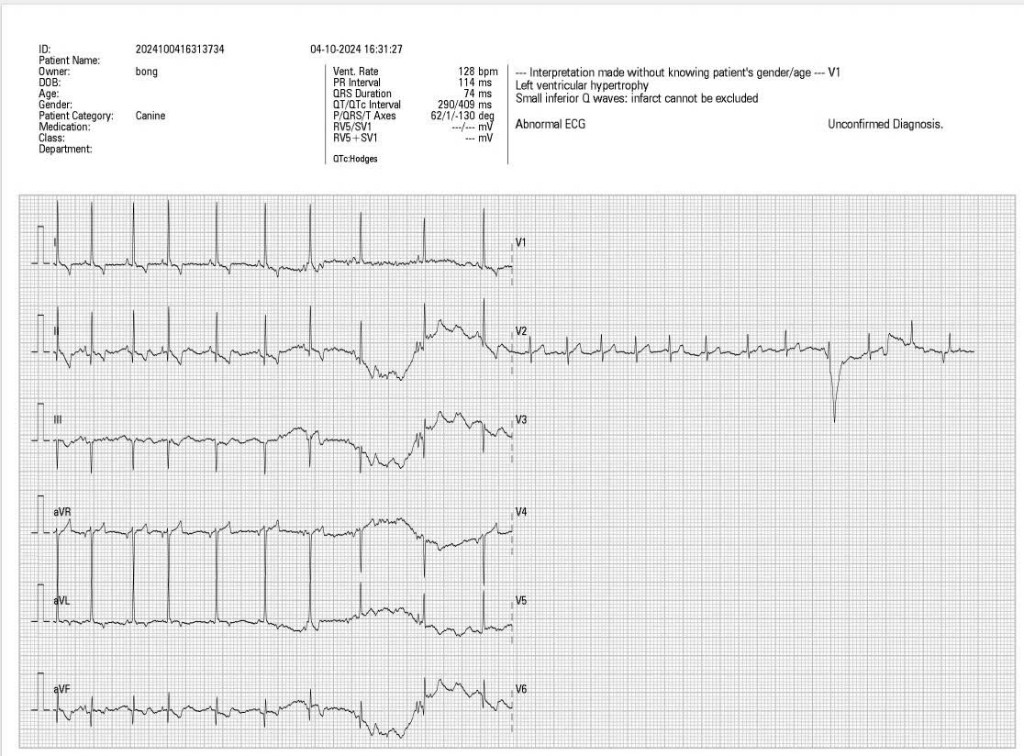 ID: 2024100416313734 04-10-2024 16:31:27
Patient Name:
Owner: bong
DOB:
Age:
Gender:
Patient Category: Canine
Medication:
Class:
Department:
Vent. Rate 128 bpm
PR Interval 114 ms
QRS Duration 74 ms
QT/QTc Interval 290/409 ms
P/QRS/T Axes 62/1/-130 deg
RV5/SV1 ---/--- mV
RV5+SV1 --- mV
QTc:Hodges
--- Interpretation made without knowing patient's gender/age --- V1
Left ventricular hypertrophy
Small inferior Q waves: infarct cannot be excluded
Abnormal ECG Unconfirmed Diagnosis.
I V1
II V2
III V3
aVR V4
aVL V5
aVF V6